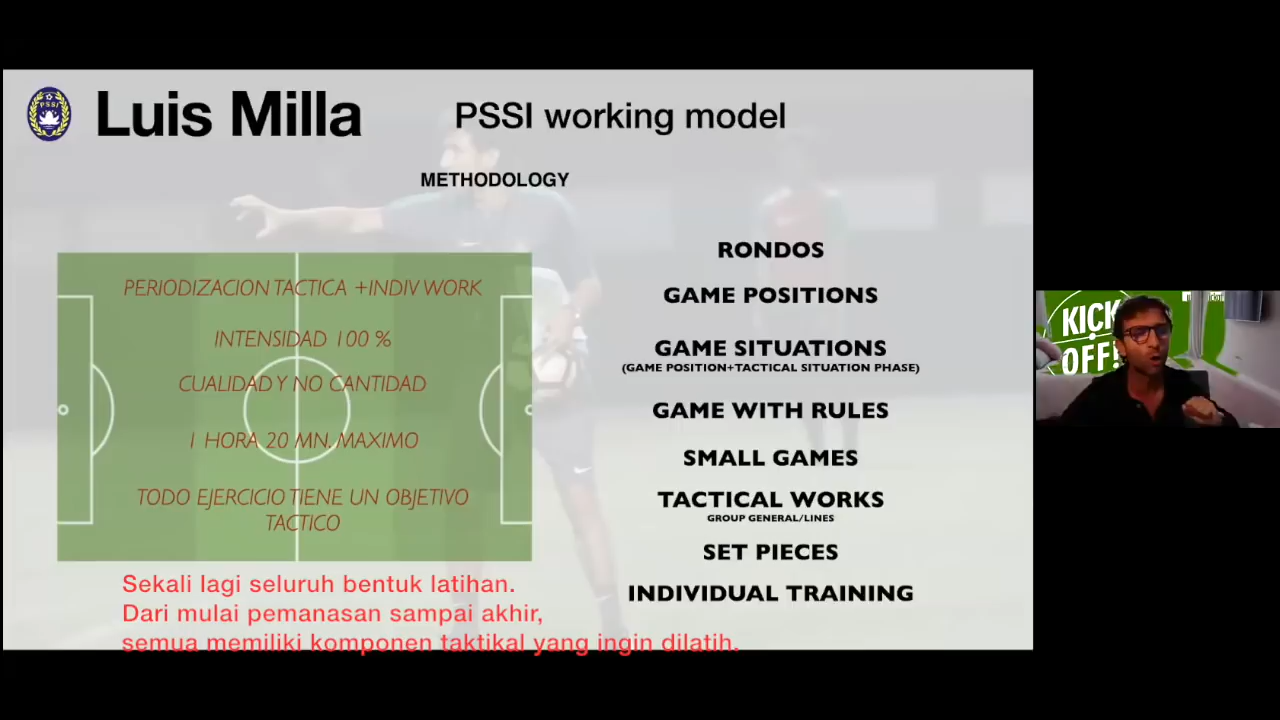 PSSI
Luis Milla
PSSI working model
METHODOLOGY
PERIODIZACION TACTICA +INDIV WORK
INTENSIDAD 100 %
CUALIDAD Y NO CANTIDAD
1 HORA 20 MN. MAXIMO
TODO EJERCICIO TIENE UN OBJETIVO
TACTICO
RONDOS
GAME POSITIONS
GAME SITUATIONS
(GAME POSITION+TACTICAL SITUATION PHASE)
GAME WITH RULES
SMALL GAMES
TACTICAL WORKS
GROUP GENERAL/LINES
SET PIECES
INDIVIDUAL TRAINING
Sekali lagi seluruh bentuk latihan.
Dari mulai pemanasan sampai akhir,
semua memiliki komponen taktikal yang ingin dilatih.
KICK
OFF!